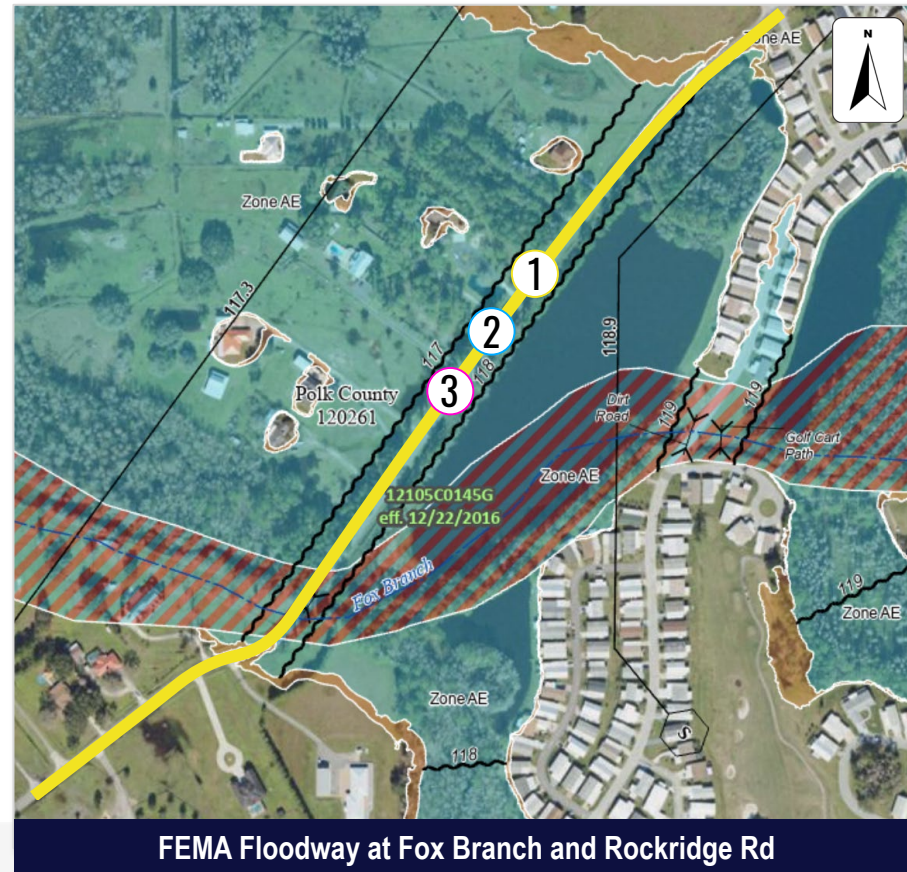 N
Zone AE
Zone AE
117.3
1
2
3
117
118
118.9
Polk County
120261
Dirt
Road
119
119
Golf Cart
Path
Zone AE
12105C0145G
eff. 12/22/2016
Fox Branch
119
Zone AE
Zone AE
S
118
FEMA Floodway at Fox Branch and Rockridge Rd